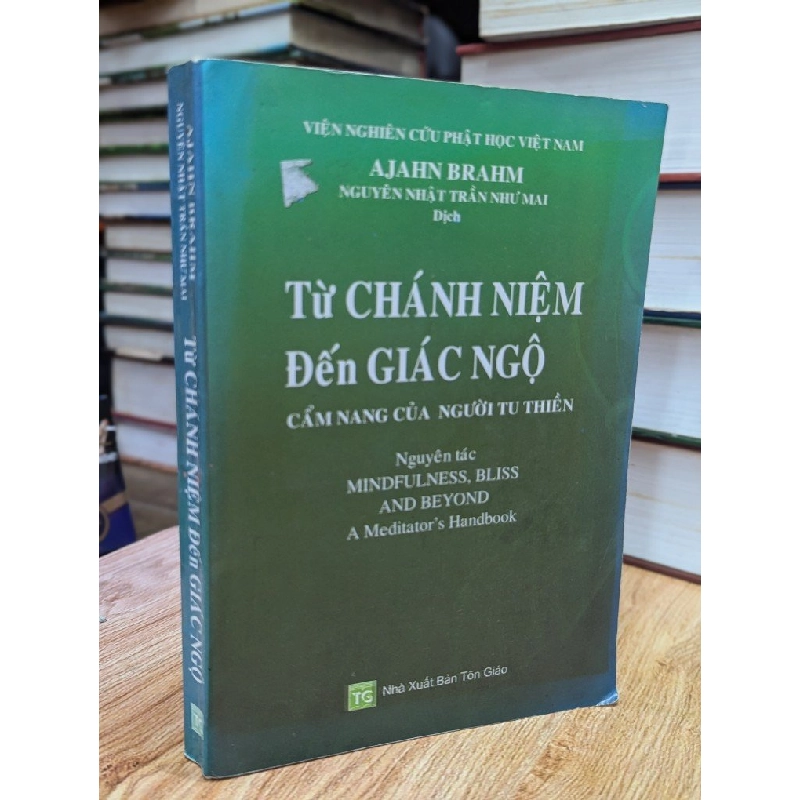 VIỆN NGHIÊN CỨU PHẬT HỌC VIỆT NAM
AJAHN BRAHM
NGUYÊN NHẬT TRẦN NHƯ MAI
Dịch
Từ CHÁNH NIỆM
Đến GIÁC NGỘ
CẨM NANG CỦA NGƯỜI TU THIỀN
Nguyên tác
MINDFULNESS, BLISS
AND BEYOND
A Meditator's Handbook
TG
Nhà Xuất Bản Tôn Giáo
AJAHN BRAHM
NGUYÊN NHẬT TRẦN NHƯ MAI
Từ CHÁNH NIỆM Đến GIÁC NGỘ
TG